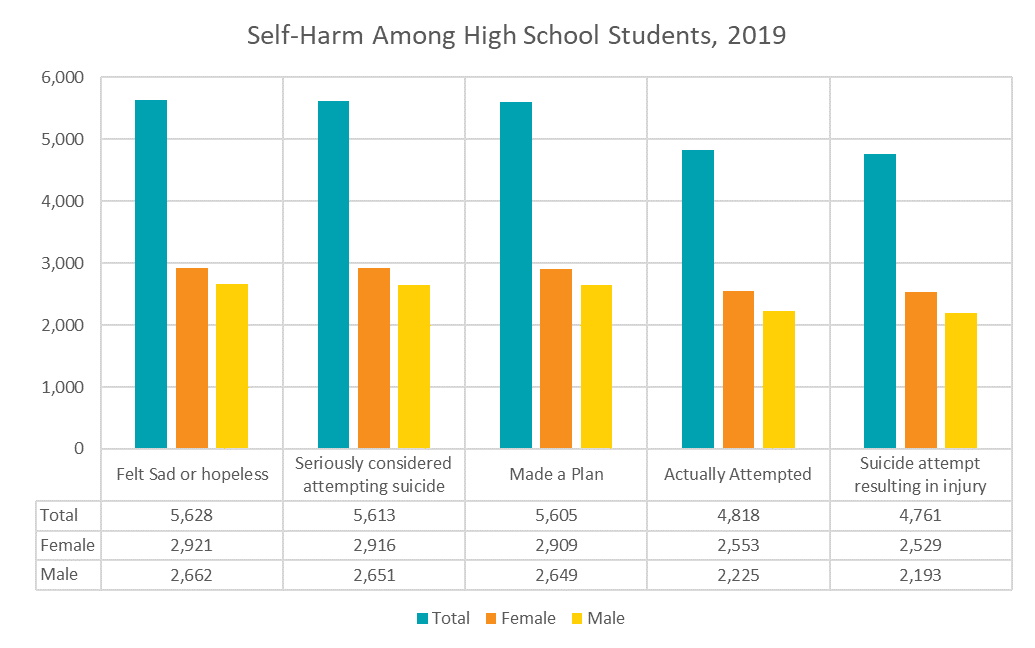 Self-Harm Among High School Students, 2019
6,000
5,000
4,000
3,000
2,000
1,000
0
Felt Sad or hopeless Seriously considered attempting suicide Made a Plan Actually Attempted Suicide attempt resulting in injury
Total 5,628 5,613 5,605 4,818 4,761
Female 2,921 2,916 2,909 2,553 2,529
Male 2,662 2,651 2,649 2,225 2,193
Total Female Male